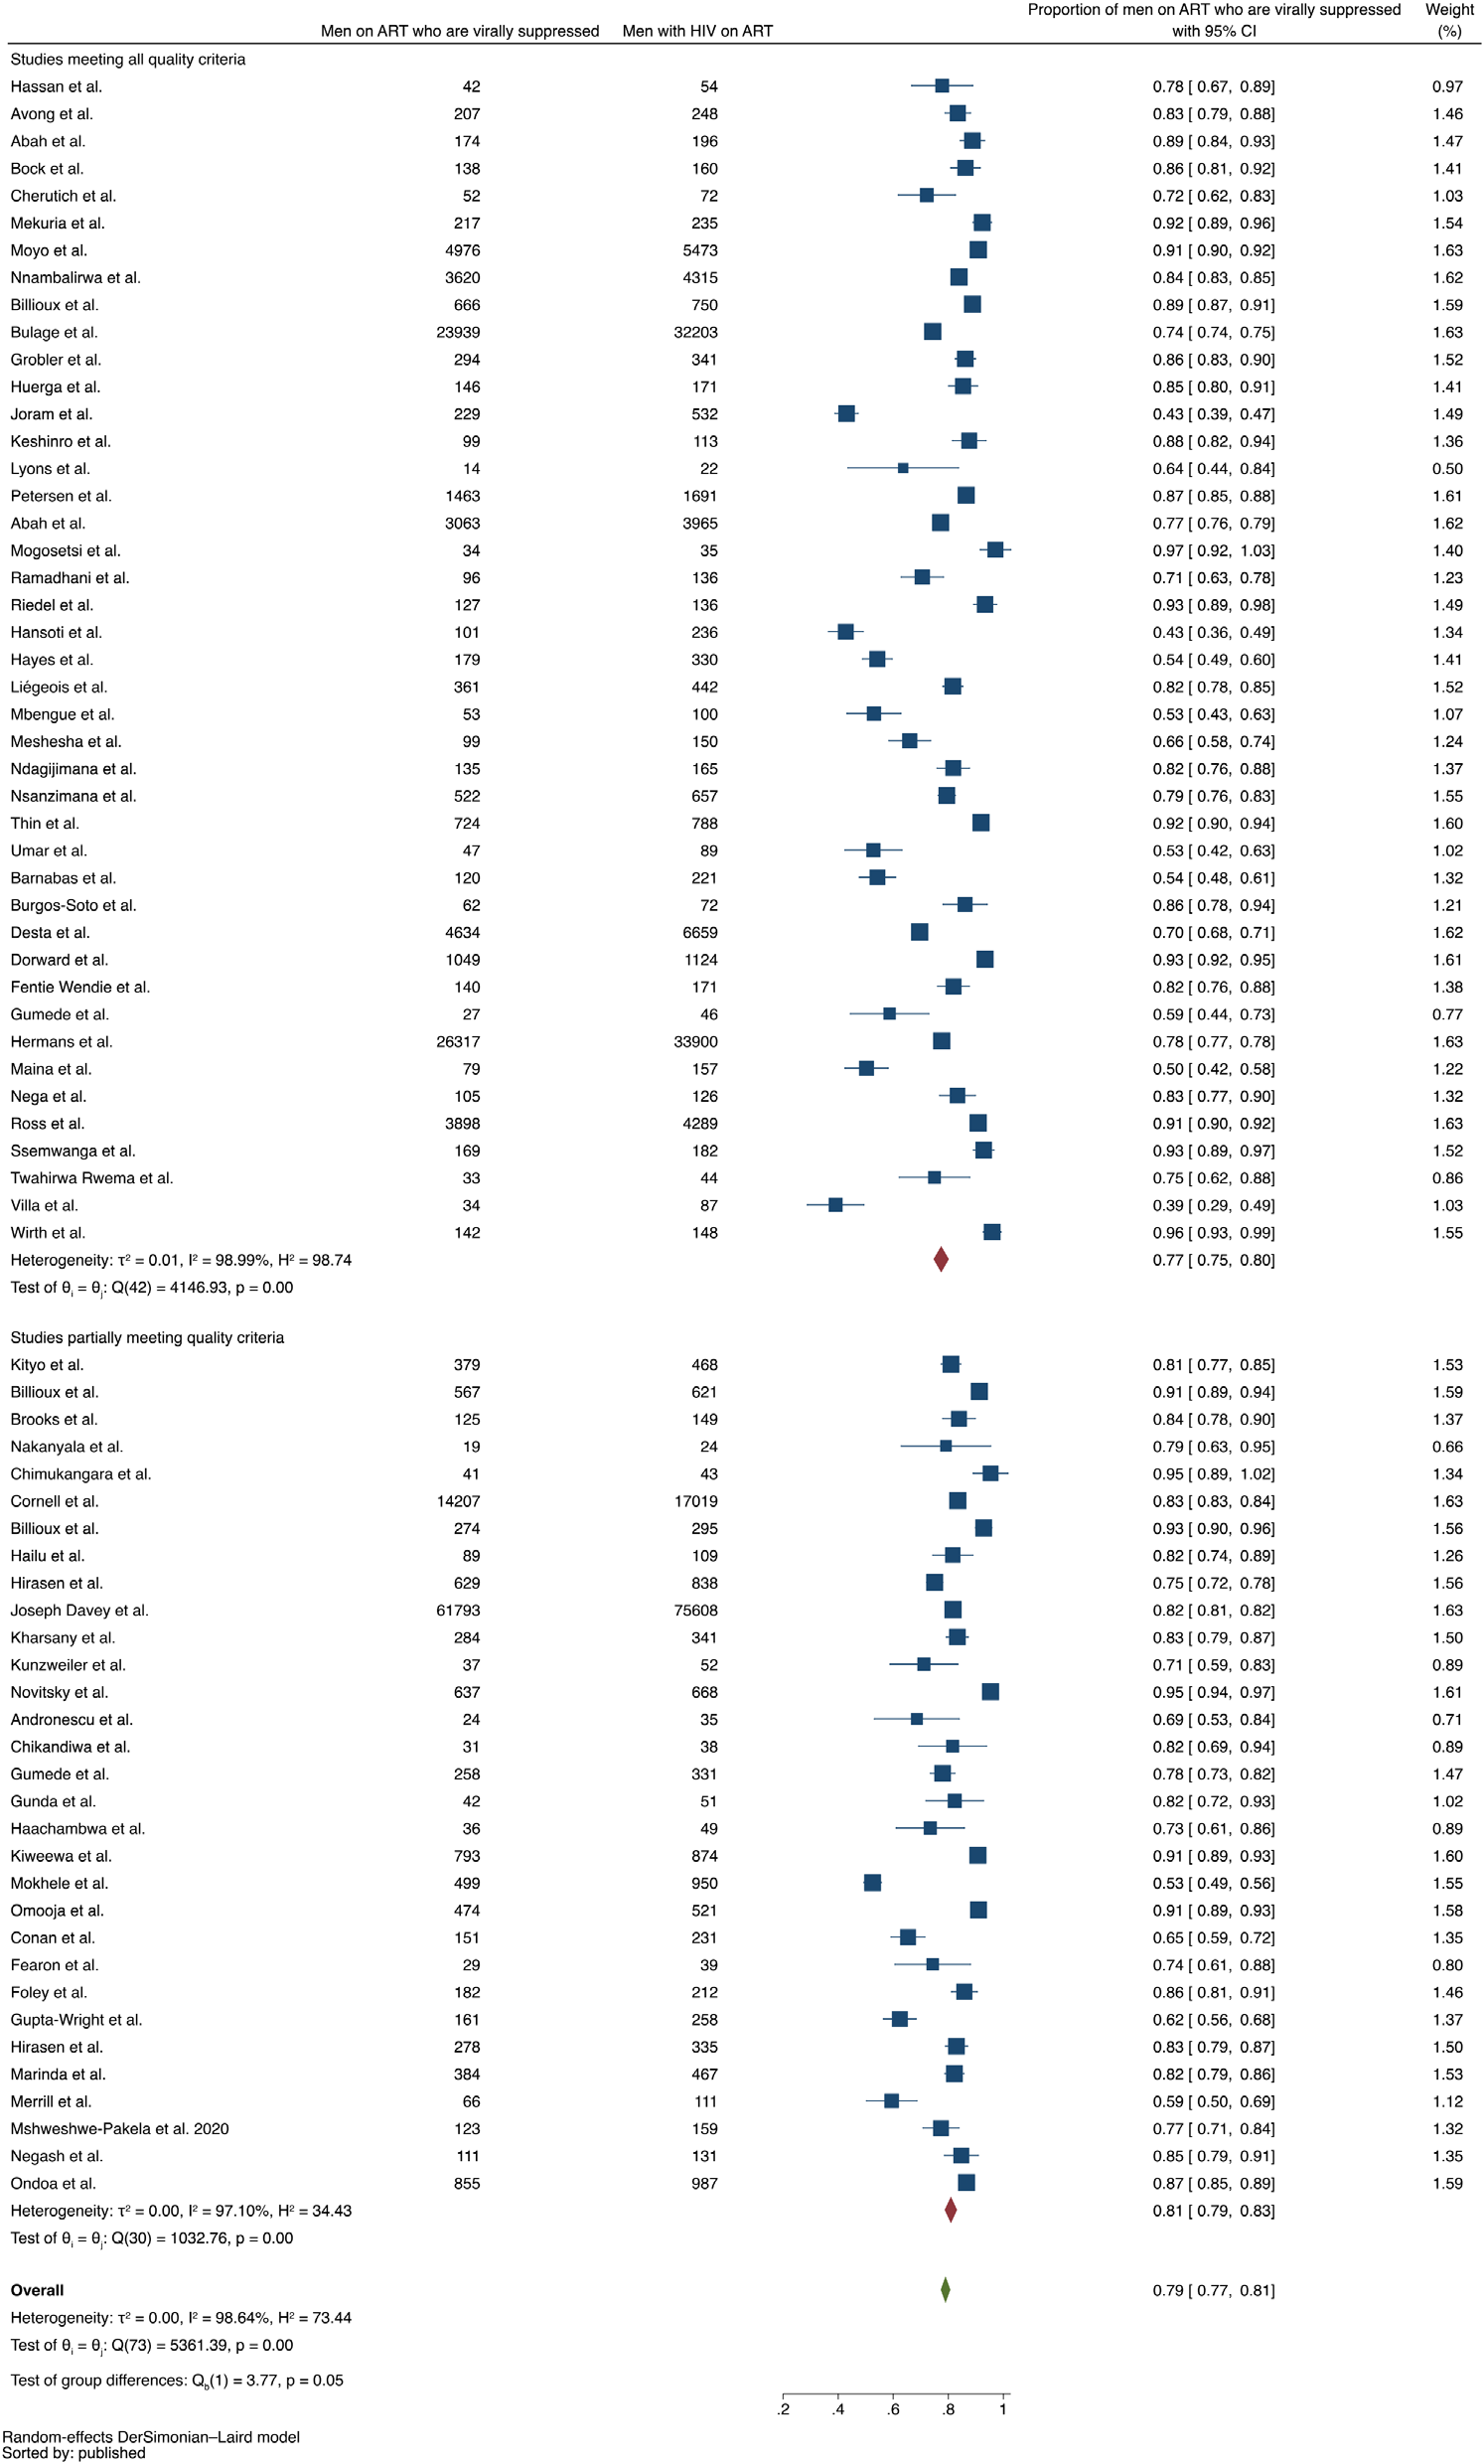 Men on ART who are virally suppressed Men with HIV on ART Proportion of men on ART who are virally suppressed with 95% CI Weight (%)
Studies meeting all quality criteria
Hassan et al. 42 54 0.78 [ 0.67, 0.89] 0.97
Avong et al. 207 248 0.83 [ 0.79, 0.88] 1.46
Abah et al. 174 196 0.89 [ 0.84, 0.93] 1.47
Bock et al. 138 160 0.86 [ 0.81, 0.92] 1.41
Cherutich et al. 52 72 0.72 [ 0.62, 0.83] 1.03
Mekuria et al. 217 235 0.92 [ 0.89, 0.96] 1.54
Moyo et al. 4976 5473 0.91 [ 0.90, 0.92] 1.63
Nnambalirwa et al. 3620 4315 0.84 [ 0.83, 0.85] 1.62
Billioux et al. 666 750 0.89 [ 0.87, 0.91] 1.59
Bulage et al. 23939 32203 0.74 [ 0.74, 0.75] 1.63
Grobler et al. 294 341 0.86 [ 0.83, 0.90] 1.52
Huerga et al. 146 171 0.85 [ 0.80, 0.91] 1.41
Joram et al. 229 532 0.43 [ 0.39, 0.47] 1.49
Keshinro et al. 99 113 0.88 [ 0.82, 0.94] 1.36
Lyons et al. 14 22 0.64 [ 0.44, 0.84] 0.50
Petersen et al. 1463 1691 0.87 [ 0.85, 0.88] 1.61
Abah et al. 3063 3965 0.77 [ 0.76, 0.79] 1.62
Mogosetsi et al. 34 35 0.97 [ 0.92, 1.03] 1.40
Ramadhani et al. 96 136 0.71 [ 0.63, 0.78] 1.23
Riedel et al. 127 136 0.93 [ 0.89, 0.98] 1.49
Hansoti et al. 101 236 0.43 [ 0.36, 0.49] 1.34
Hayes et al. 179 330 0.54 [ 0.49, 0.60] 1.41
Liégeois et al. 361 442 0.82 [ 0.78, 0.85] 1.52
Mbengue et al. 53 100 0.53 [ 0.43, 0.63] 1.07
Meshesha et al. 99 150 0.66 [ 0.58, 0.74] 1.24
Ndagijimana et al. 135 165 0.82 [ 0.76, 0.88] 1.37
Nsanzimana et al. 522 657 0.79 [ 0.76, 0.83] 1.55
Thin et al. 724 788 0.92 [ 0.90, 0.94] 1.60
Umar et al. 47 89 0.53 [ 0.42, 0.63] 1.02
Barnabas et al. 120 221 0.54 [ 0.48, 0.61] 1.32
Burgos-Soto et al. 62 72 0.86 [ 0.78, 0.94] 1.21
Desta et al. 4634 6659 0.70 [ 0.68, 0.71] 1.62
Dorward et al. 1049 1124 0.93 [ 0.92, 0.95] 1.61
Fentie Wendie et al. 140 171 0.82 [ 0.76, 0.88] 1.38
Gumede et al. 27 46 0.59 [ 0.44, 0.73] 0.77
Hermans et al. 26317 33900 0.78 [ 0.77, 0.78] 1.63
Maina et al. 79 157 0.50 [ 0.42, 0.58] 1.22
Nega et al. 105 126 0.83 [ 0.77, 0.90] 1.32
Ross et al. 3898 4289 0.91 [ 0.90, 0.92] 1.63
Ssemwanga et al. 169 182 0.93 [ 0.89, 0.97] 1.52
Twahirwa Rwema et al. 33 44 0.75 [ 0.62, 0.88] 0.86
Villa et al. 34 87 0.39 [ 0.29, 0.49] 1.03
Wirth et al. 142 148 0.96 [ 0.93, 0.99] 1.55
Heterogeneity: τ² = 0.01, I² = 98.99%, H² = 98.74 0.77 [ 0.75, 0.80]
Test of θᵢ = θⱼ: Q(42) = 4146.93, p = 0.00
Studies partially meeting quality criteria
Kityo et al. 379 468 0.81 [ 0.77, 0.85] 1.53
Billioux et al. 567 621 0.91 [ 0.89, 0.94] 1.59
Brooks et al. 125 149 0.84 [ 0.78, 0.90] 1.37
Nakanyala et al. 19 24 0.79 [ 0.63, 0.95] 0.66
Chimukangara et al. 41 43 0.95 [ 0.89, 1.02] 1.34
Cornell et al. 14207 17019 0.83 [ 0.83, 0.84] 1.63
Billioux et al. 274 295 0.93 [ 0.90, 0.96] 1.56
Hailu et al. 89 109 0.82 [ 0.74, 0.89] 1.26
Hirasen et al. 629 838 0.75 [ 0.72, 0.78] 1.56
Joseph Davey et al. 61793 75608 0.82 [ 0.81, 0.82] 1.63
Kharsany et al. 284 341 0.83 [ 0.79, 0.87] 1.50
Kunzweiler et al. 37 52 0.71 [ 0.59, 0.83] 0.89
Novitsky et al. 637 668 0.95 [ 0.94, 0.97] 1.61
Andronescu et al. 24 35 0.69 [ 0.53, 0.84] 0.71
Chikandiwa et al. 31 38 0.82 [ 0.69, 0.94] 0.89
Gumede et al. 258 331 0.78 [ 0.73, 0.82] 1.47
Gunda et al. 42 51 0.82 [ 0.72, 0.93] 1.02
Haachambwa et al. 36 49 0.73 [ 0.61, 0.86] 0.89
Kiweewa et al. 793 874 0.91 [ 0.89, 0.93] 1.60
Mokhele et al. 499 950 0.53 [ 0.49, 0.56] 1.55
Omooja et al. 474 521 0.91 [ 0.89, 0.93] 1.58
Conan et al. 151 231 0.65 [ 0.59, 0.72] 1.35
Fearon et al. 29 39 0.74 [ 0.61, 0.88] 0.80
Foley et al. 182 212 0.86 [ 0.81, 0.91] 1.46
Gupta-Wright et al. 161 258 0.62 [ 0.56, 0.68] 1.37
Hirasen et al. 278 335 0.83 [ 0.79, 0.87] 1.50
Marinda et al. 384 467 0.82 [ 0.79, 0.86] 1.53
Merrill et al. 66 111 0.59 [ 0.50, 0.69] 1.12
Mshweshwe-Pakela et al. 2020 123 159 0.77 [ 0.71, 0.84] 1.32
Negash et al. 111 131 0.85 [ 0.79, 0.91] 1.35
Ondoa et al. 855 987 0.87 [ 0.85, 0.89] 1.59
Heterogeneity: τ² = 0.00, I² = 97.10%, H² = 34.43 0.81 [ 0.79, 0.83]
Test of θᵢ = θⱼ: Q(30) = 1032.76, p = 0.00
Overall 0.79 [ 0.77, 0.81]
Heterogeneity: τ² = 0.00, I² = 98.64%, H² = 73.44
Test of θᵢ = θⱼ: Q(73) = 5361.39, p = 0.00
Test of group differences: Q_b(1) = 3.77, p = 0.05
.2 .4 .6 .8 1
Random-effects DerSimonian–Laird model
Sorted by: published